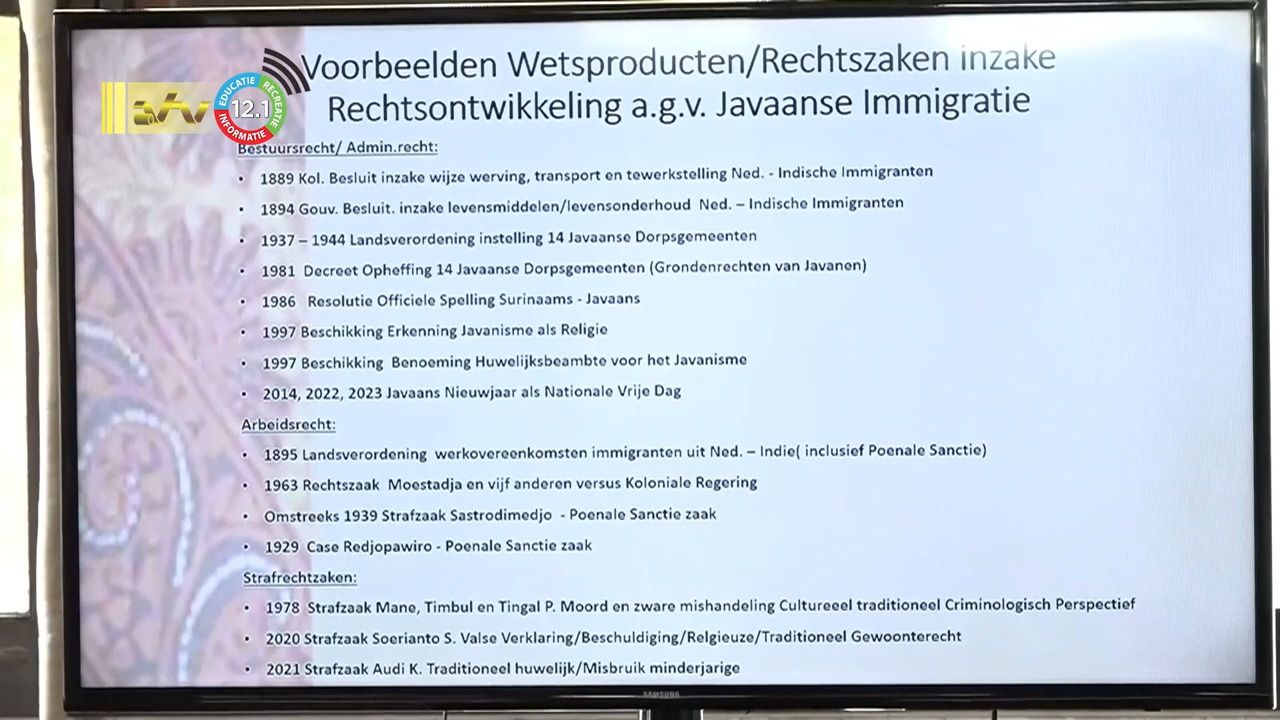 Voorbeelden Wetsproducten/Rechtszaken inzake
Rechtsontwikkeling a.g.v. Javaanse Immigratie
atv
EDUCATIE RECREATIE INFORMATIE
12.1
Bestuursrecht/ Admin.recht:
• 1889 Kol. Besluit inzake wijze werving, transport en tewerkstelling Ned. - Indische Immigranten
• 1894 Gouv. Besluit. inzake levensmiddelen/levensonderhoud Ned. – Indische Immigranten
• 1937 – 1944 Landsverordening instelling 14 Javaanse Dorpsgemeenten
• 1981 Decreet Opheffing 14 Javaanse Dorpsgemeenten (Grondenrechten van Javanen)
• 1986 Resolutie Officiele Spelling Surinaams - Javaans
• 1997 Beschikking Erkenning Javanisme als Religie
• 1997 Beschikking Benoeming Huwelijksbeambte voor het Javanisme
• 2014, 2022, 2023 Javaans Nieuwjaar als Nationale Vrije Dag
Arbeidsrecht:
• 1895 Landsverordening werkovereenkomsten immigranten uit Ned. – Indie( inclusief Poenale Sanctie)
• 1963 Rechtszaak Moestadja en vijf anderen versus Koloniale Regering
• Omstreeks 1939 Strafzaak Sastrodimedjo - Poenale Sanctie zaak
• 1929 Case Redjopawiro - Poenale Sanctie zaak
Strafrechtzaken:
• 1978 Strafzaak Mane, Timbul en Tingal P. Moord en zware mishandeling Cultureeel traditioneel Criminologisch Perspectief
• 2020 Strafzaak Soerianto S. Valse Verklaring/Beschuldiging/Relgieuze/Traditioneel Gewoonterecht
• 2021 Strafzaak Audi K. Traditioneel huwelijk/Misbruik minderjarige
SAMSUNG